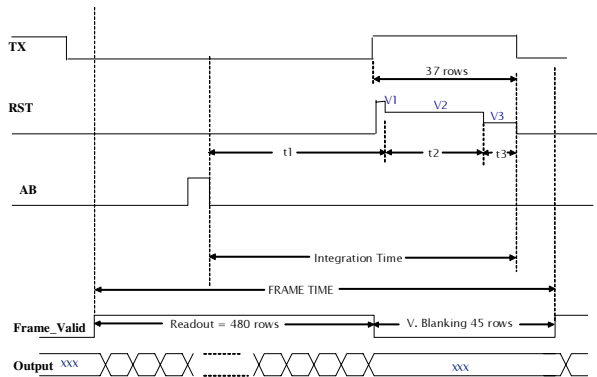 TX
37 rows
RST
V1
V2
V3
t1
t2
t3
AB
Integration Time
FRAME TIME
Frame_Valid
Readout = 480 rows
V. Blanking 45 rows
Output
xxx
xxx